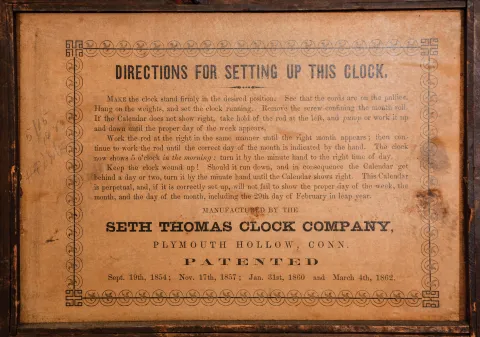 DIRECTIONS FOR SETTING UP THIS CLOCK.
MAKE the clock stand firmly in the desired position. See that the cords are on the pullies.
Hang on the weights, and set the clock running. Remove the screw confining the month roll.
If the Calendar does not show right, take hold of the rod at the left, and pump or work it up
and down until the proper day of the week appears.
Work the rod at the right in the same manner until the right month appears; then con-
tinue to work the rod until the correct day of the month is indicated by the hand. The clock
now shows 5 o'clock in the morning: turn it by the minute hand to the right time of day.
Keep the clock wound up! Should it run down, and in consequence the Calendar get
behind a day or two, turn it by the minute hand until the Calendar shows right. This Calendar
is perpetual, and, if it is correctly set up, will not fail to show the proper day of the week, the
month, and the day of the month, including the 29th day of February in leap year.
MANUFACTURED BY THE
SETH THOMAS CLOCK COMPANY,
PLYMOUTH HOLLOW, CONN.
PATENTED
Sept. 19th, 1854; Nov. 17th, 1857; Jan. 31st, 1860 and March 4th, 1862.